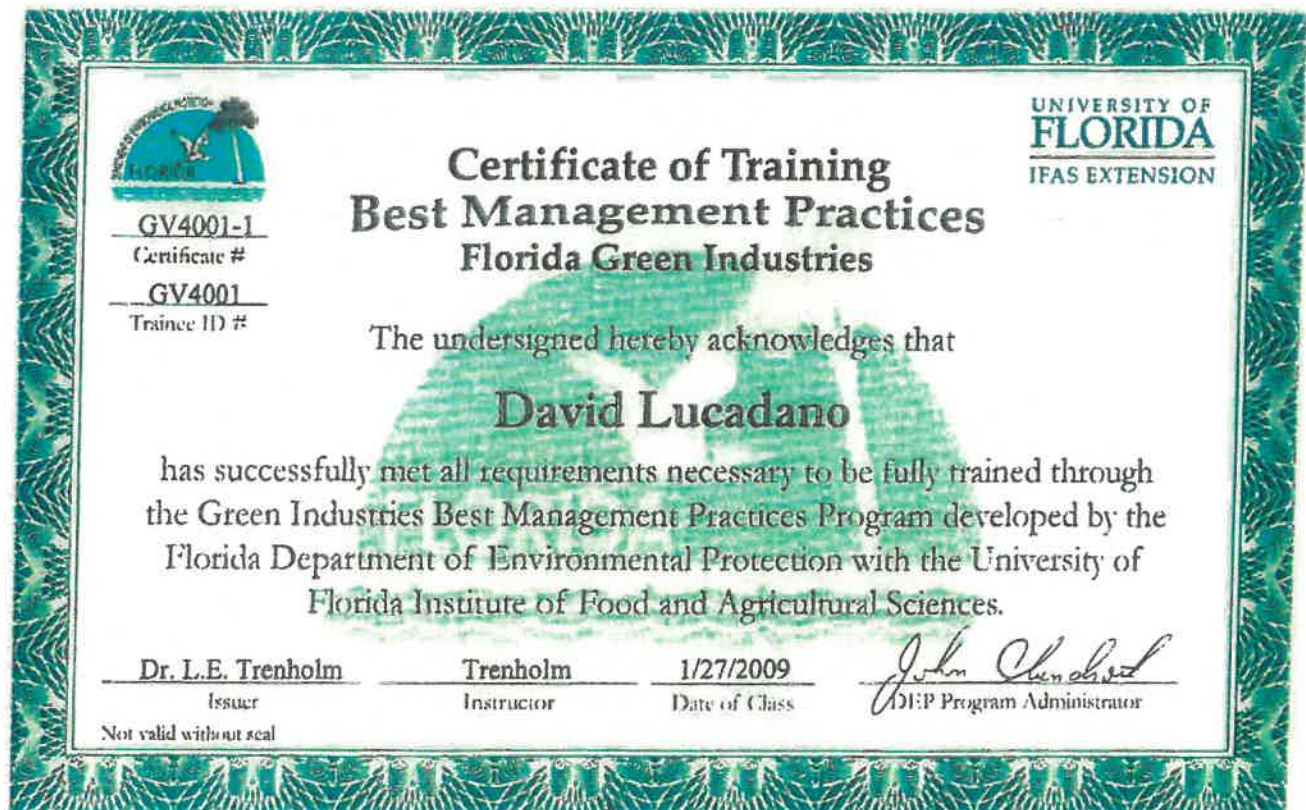 UNIVERSITY OF
FLORIDA
IFAS EXTENSION
FLORIDA
GV4001-1
Certificate #
GV4001
Trainee ID #
Certificate of Training
Best Management Practices
Florida Green Industries
The undersigned hereby acknowledges that
David Lucadano
has successfully met all requirements necessary to be fully trained through
the Green Industries Best Management Practices Program developed by the
Florida Department of Environmental Protection with the University of
Florida Institute of Food and Agricultural Sciences.
FLORIDA
Dr. L.E. Trenholm
Issuer
Trenholm
Instructor
1/27/2009
Date of Class
John
DEP Program Administrator
Not valid without seal